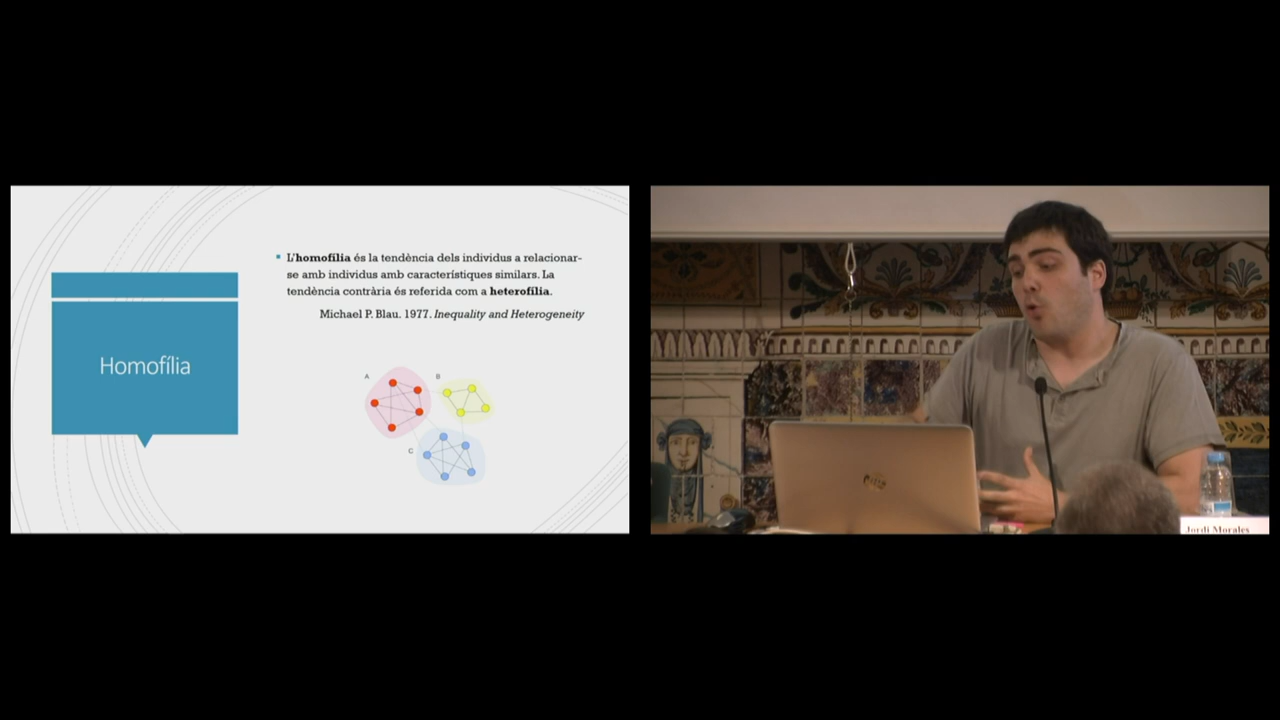 Homofília
L'homofília és la tendència dels individus a relacionar-
se amb individus amb característiques similars. La
tendència contrària és referida com a heterofília.
Michael P. Blau. 1977. Inequality and Heterogeneity
A
B
C
Jordi Morales